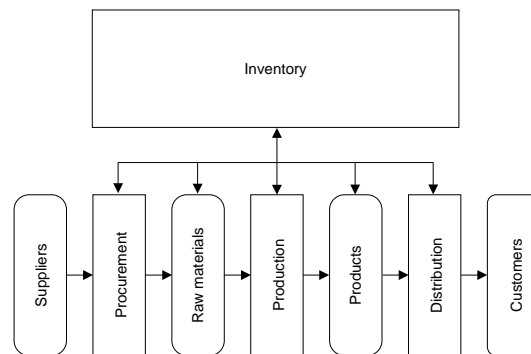 Inventory
Suppliers
Procurement
Raw materials
Production
Products
Distribution
Customers